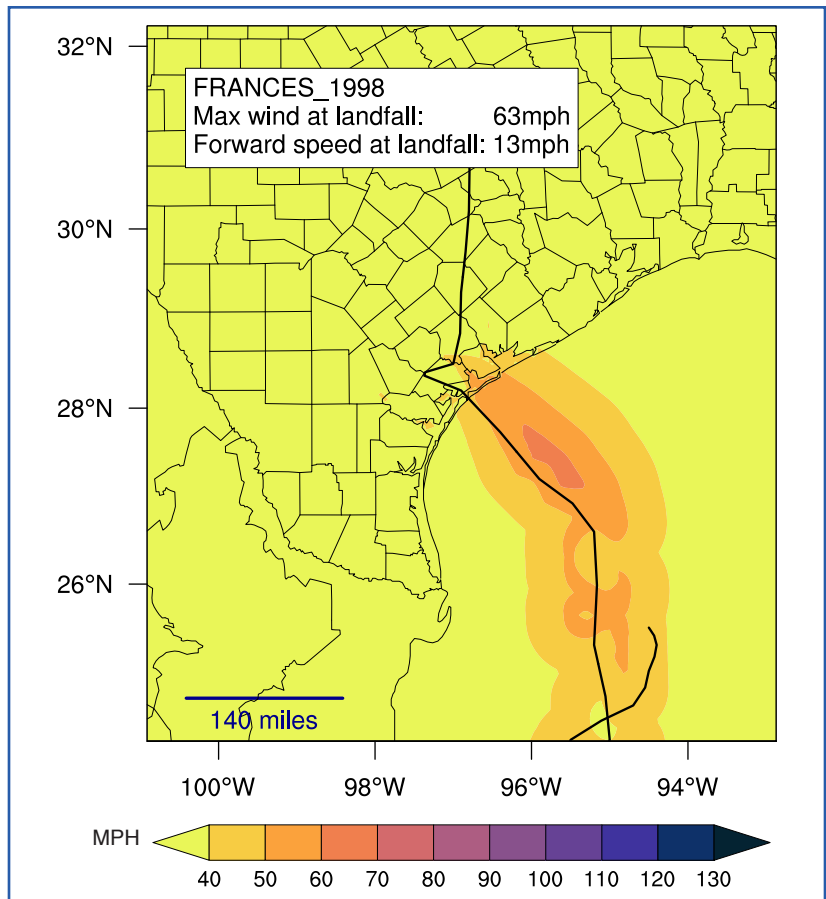 32°N
FRANCES_1998
Max wind at landfall: 63mph
Forward speed at landfall: 13mph
30°N
28°N
26°N
140 miles
100°W 98°W 96°W 94°W
MPH
40 50 60 70 80 90 100 110 120 130